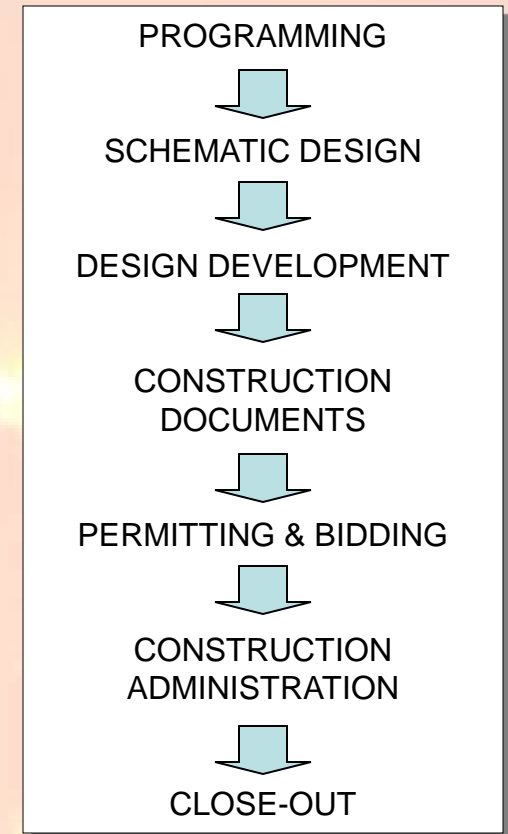 PROGRAMMING
SCHEMATIC DESIGN
DESIGN DEVELOPMENT
CONSTRUCTION
DOCUMENTS
PERMITTING & BIDDING
CONSTRUCTION
ADMINISTRATION
CLOSE-OUT